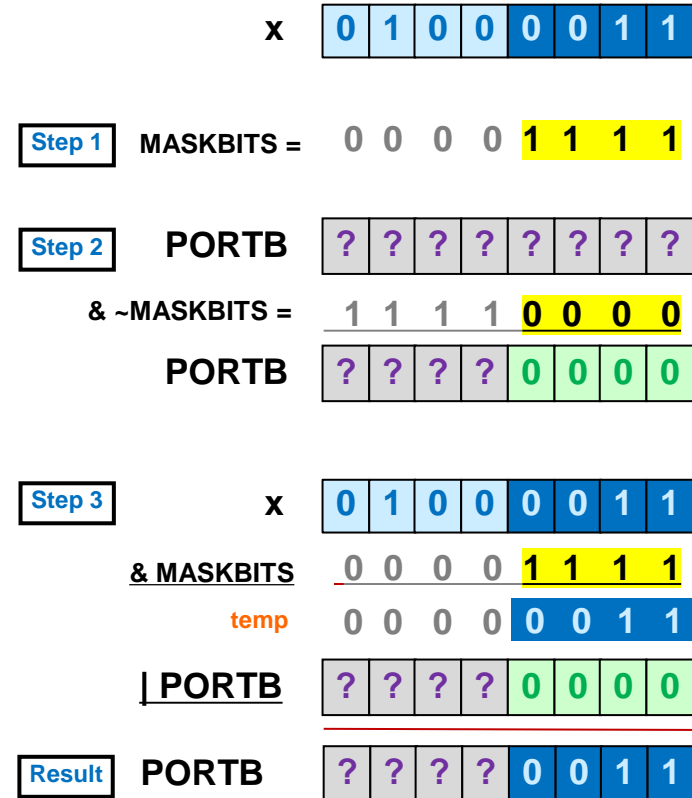 x 0 1 0 0 0 0 1 1
Step 1 MASKBITS = 0 0 0 0 1 1 1 1
Step 2 PORTB ? ? ? ? ? ? ? ?
& ~MASKBITS = 1 1 1 1 0 0 0 0
PORTB ? ? ? ? 0 0 0 0
Step 3 x 0 1 0 0 0 0 1 1
& MASKBITS 0 0 0 0 1 1 1 1
temp 0 0 0 0 0 0 1 1
| PORTB ? ? ? ? 0 0 0 0
Result PORTB ? ? ? ? 0 0 1 1